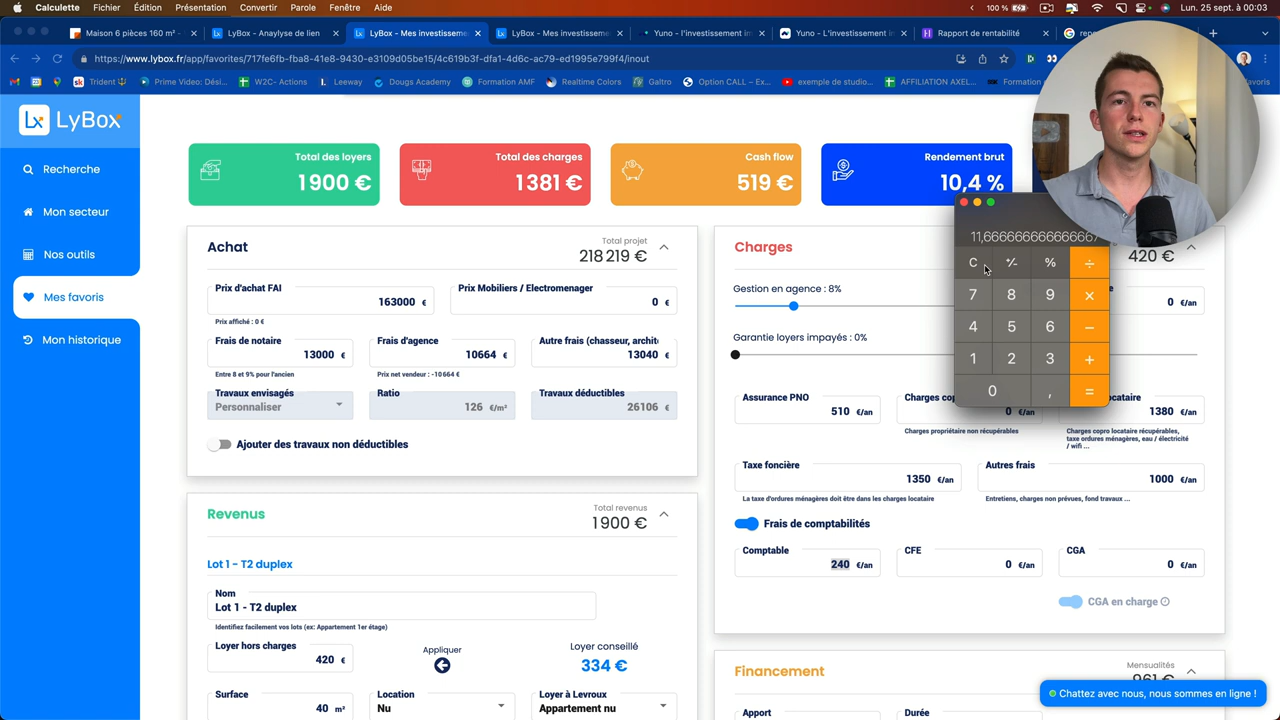 Calculette Édition Présentation Convertir Parole Fenêtre Aide
100 % Lun. 25 sept. à 00:03
Maison 6 pièces 160 m² -
LyBox - Anaylyse de lien
LyBox - Mes investisseme
LyBox - Mes investisseme
Yuno - l'investissement im
Yuno - L'investissement in
Rapport de rentabilité
https://www.lybox.fr/app/favorites/717fe6fb-fba8-41e8-9430-e3109d05be15/4c619b3f-dfa1-4d6c-ac79-ed1995e799f4/inout
Trident
Prime Video: Dési...
W2C- Actions
Leeway
Dougs Academy
Formation AMF
Realtime Colors
Galtro
Option CALL – Ex...
exemple de studio...
AFFILIATION AXEL...
LyBox
Recherche
Mon secteur
Nos outils
Mes favoris
Mon historique
Total des loyers
1 900 €
Total des charges
1 381 €
Cash flow
519 €
Rendement brut
10,4 %
Achat
Total projet
218 219 €
Prix d'achat FAI
163000 €
Prix affiché : 0 €
Prix Mobiliers / Electromenager
0 €
Frais de notaire
13000 €
Entre 8 et 9% pour l'ancien
Frais d'agence
10664 €
Prix net vendeur : -10 664 €
Autre frais (chasseur, archit
13040 €
Travaux envisagés
Personnaliser
Ratio
126 €/m²
Travaux déductibles
26106 €
Ajouter des travaux non déductibles
Revenus
Total revenus
1 900 €
Lot 1 - T2 duplex
Nom
Lot 1 - T2 duplex
Identifiez facilement vos lots (ex: Appartement 1er étage)
Loyer hors charges
420 €
Appliquer
Loyer conseillé
334 €
Surface
40 m²
Location
Nu
Loyer à Levroux
Appartement nu
Charges
420 €
Gestion en agence : 8%
0 €/an
Garantie loyers impayés : 0%
Assurance PNO
510 €/an
Charges cop
0 €/an
Charges propriétaire non récupérables
locataire
1380 €/an
Charges copro locataire récupérables,
taxe ordures ménagères, eau / électricité
/ wifi ...
Taxe foncière
1350 €/an
La taxe d'ordures ménagères doit être dans les charges locataire
Autres frais
1000 €/an
Entretiens, charges non prévues, fond travaux ...
Frais de comptabilités
Comptable
240 €/an
CFE
0 €/an
CGA
0 €/an
CGA en charge
Financement
Mensualités
961 €
Apport
Durée
11,6666666666666667
C +⁄− % ÷
7 8 9 ×
4 5 6 −
1 2 3 +
0 , =
Chattez avec nous, nous sommes en ligne !